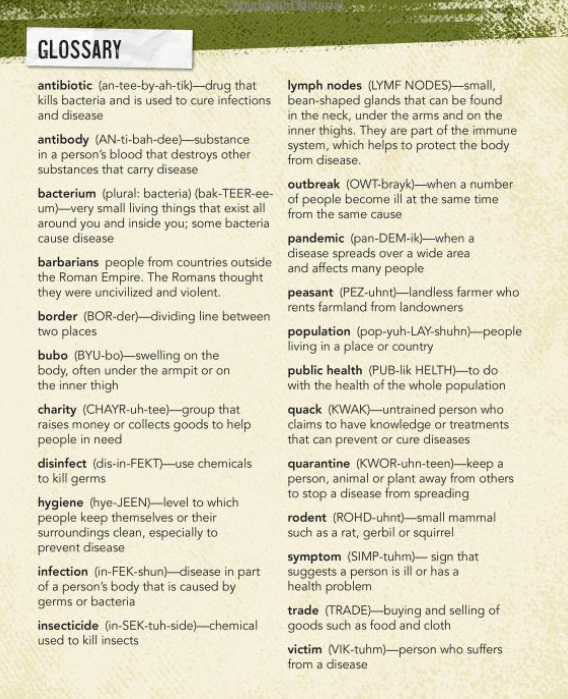 GLOSSARY
antibiotic (an-tee-by-ah-tik)—drug that
kills bacteria and is used to cure infections
and disease
antibody (AN-ti-bah-dee)—substance
in a person's blood that destroys other
substances that carry disease
bacterium (plural: bacteria) (bak-TEER-ee-
um)—very small living things that exist all
around you and inside you; some bacteria
cause disease
barbarians people from countries outside
the Roman Empire. The Romans thought
they were uncivilized and violent.
border (BOR-der)—dividing line between
two places
bubo (BYU-bo)—swelling on the
body, often under the armpit or on
the inner thigh
charity (CHAYR-uh-tee)—group that
raises money or collects goods to help
people in need
disinfect (dis-in-FEKT)—use chemicals
to kill germs
hygiene (hye-JEEN)—level to which
people keep themselves or their
surroundings clean, especially to
prevent disease
infection (in-FEK-shun)—disease in part
of a person's body that is caused by
germs or bacteria
insecticide (in-SEK-tuh-side)—chemical
used to kill insects
lymph nodes (LYMF NODES)—small,
bean-shaped glands that can be found
in the neck, under the arms and on the
inner thighs. They are part of the immune
system, which helps to protect the body
from disease.
outbreak (OWT-brayk)—when a number
of people become ill at the same time
from the same cause
pandemic (pan-DEM-ik)—when a
disease spreads over a wide area
and affects many people
peasant (PEZ-uhnt)—landless farmer who
rents farmland from landowners
population (pop-yuh-LAY-shuhn)—people
living in a place or country
public health (PUB-lik HELTH)—to do
with the health of the whole population
quack (KWAK)—untrained person who
claims to have knowledge or treatments
that can prevent or cure diseases
quarantine (KWOR-uhn-teen)—keep a
person, animal or plant away from others
to stop a disease from spreading
rodent (ROHD-uhnt)—small mammal
such as a rat, gerbil or squirrel
symptom (SIMP-tuhm)— sign that
suggests a person is ill or has a
health problem
trade (TRADE)—buying and selling of
goods such as food and cloth
victim (VIK-tuhm)—person who suffers
from a disease